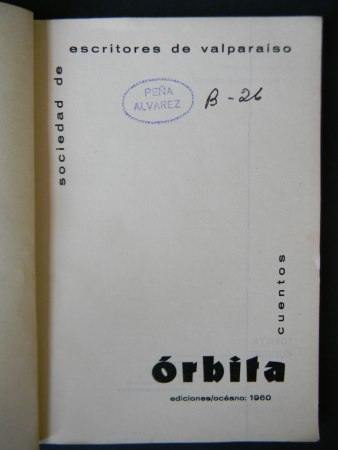 sociedad de
escritores de valparaíso
PEÑA
ALVAREZ
B-26
cuentos
órbita
ediciones/océano: 1960